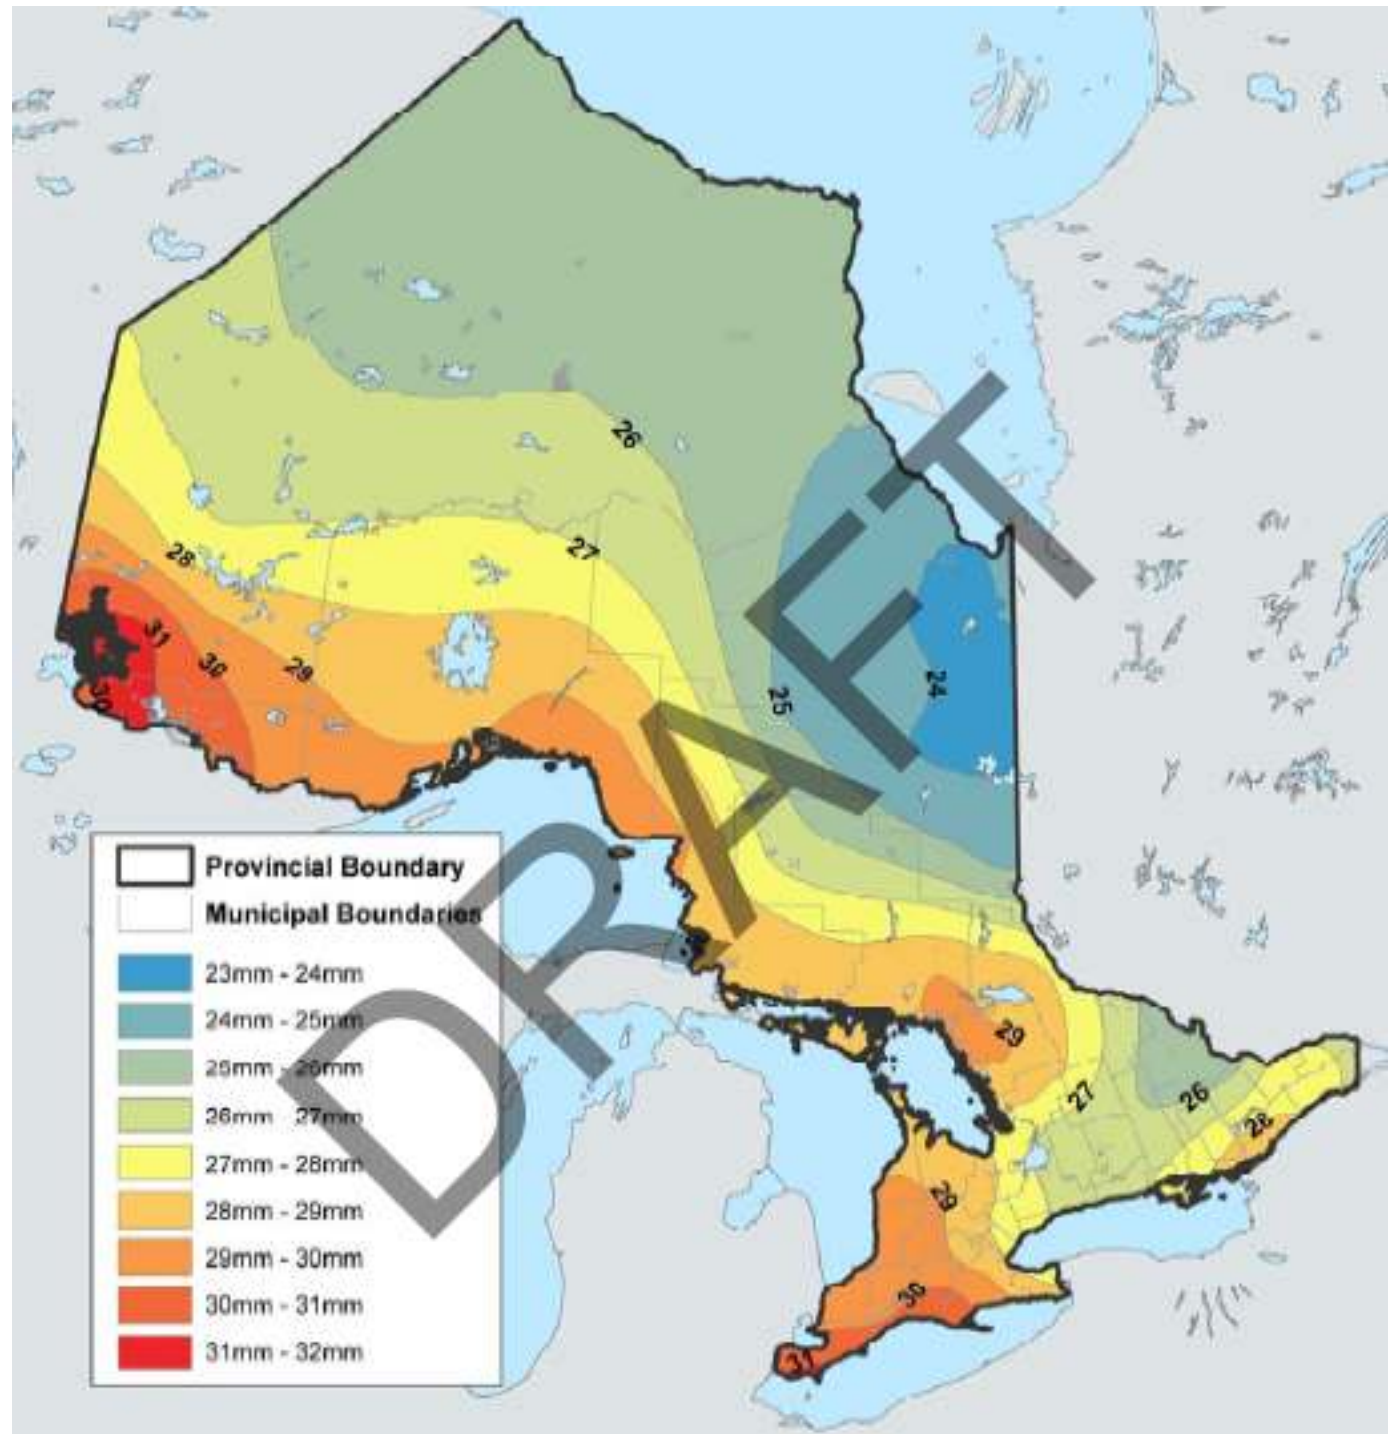 26
27
28
31
30
29
30
25
24
Provincial Boundary
Municipal Boundaries
23mm - 24mm
24mm - 25mm
25mm - 26mm
26mm - 27mm
27mm - 28mm
28mm - 29mm
29mm - 30mm
30mm - 31mm
31mm - 32mm
DRAFT
29
27
26
28
29
30
31